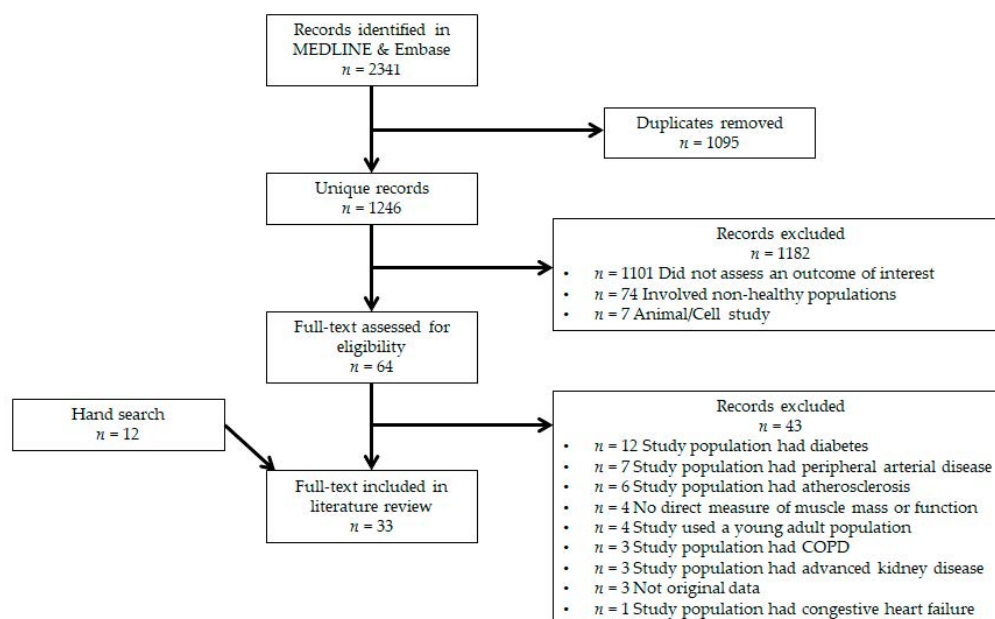 Records identified in
MEDLINE & Embase
n = 2341
Duplicates removed
n = 1095
Unique records
n = 1246
Records excluded
n = 1182
• n = 1101 Did not assess an outcome of interest
• n = 74 Involved non-healthy populations
• n = 7 Animal/Cell study
Full-text assessed for
eligibility
n = 64
Hand search
n = 12
Records excluded
n = 43
• n = 12 Study population had diabetes
• n = 7 Study population had peripheral arterial disease
• n = 6 Study population had atherosclerosis
• n = 4 No direct measure of muscle mass or function
• n = 4 Study used a young adult population
• n = 3 Study population had COPD
• n = 3 Study population had advanced kidney disease
• n = 3 Not original data
• n = 1 Study population had congestive heart failure
Full-text included in
literature review
n = 33